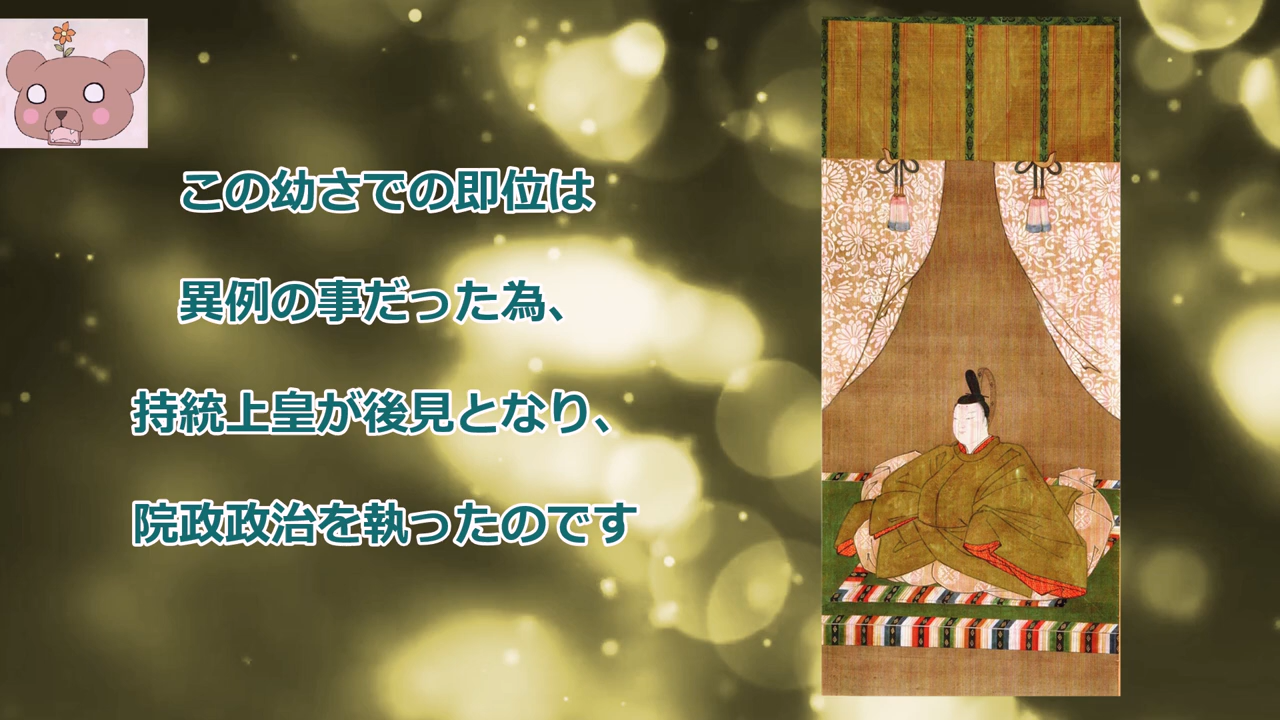 この幼さでの即位は
異例の事だった為、
持統上皇が後見となり、
院政政治を執ったのです